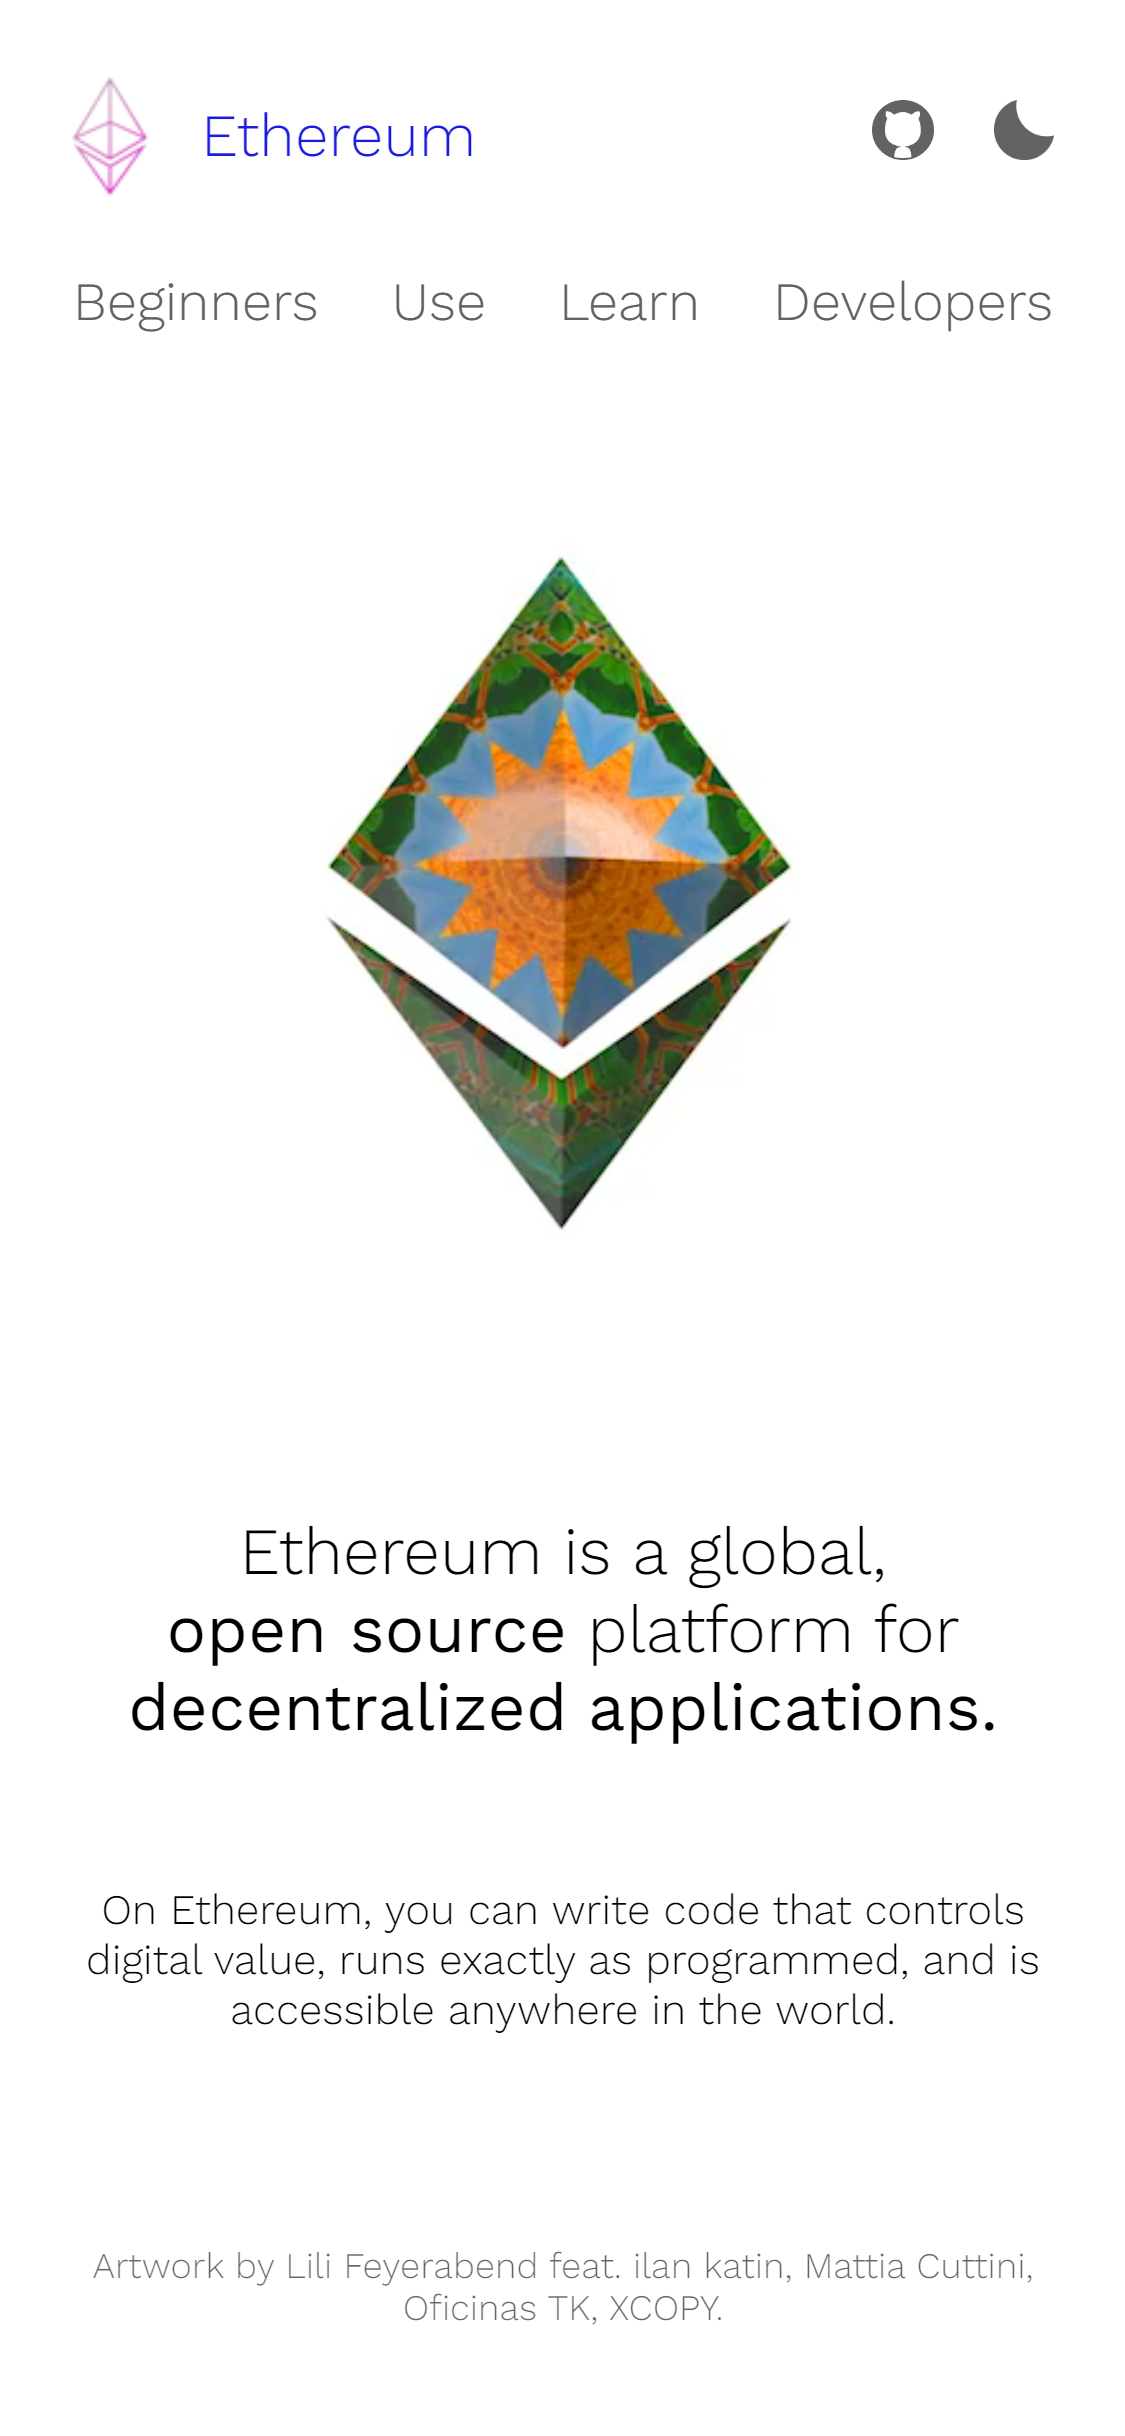 Ethereum
Beginners Use Learn Developers
Ethereum is a global,
open source platform for
decentralized applications.
On Ethereum, you can write code that controls
digital value, runs exactly as programmed, and is
accessible anywhere in the world.
Artwork by Lili Feyerabend feat. ilan katin, Mattia Cuttini,
Oficinas TK, XCOPY.